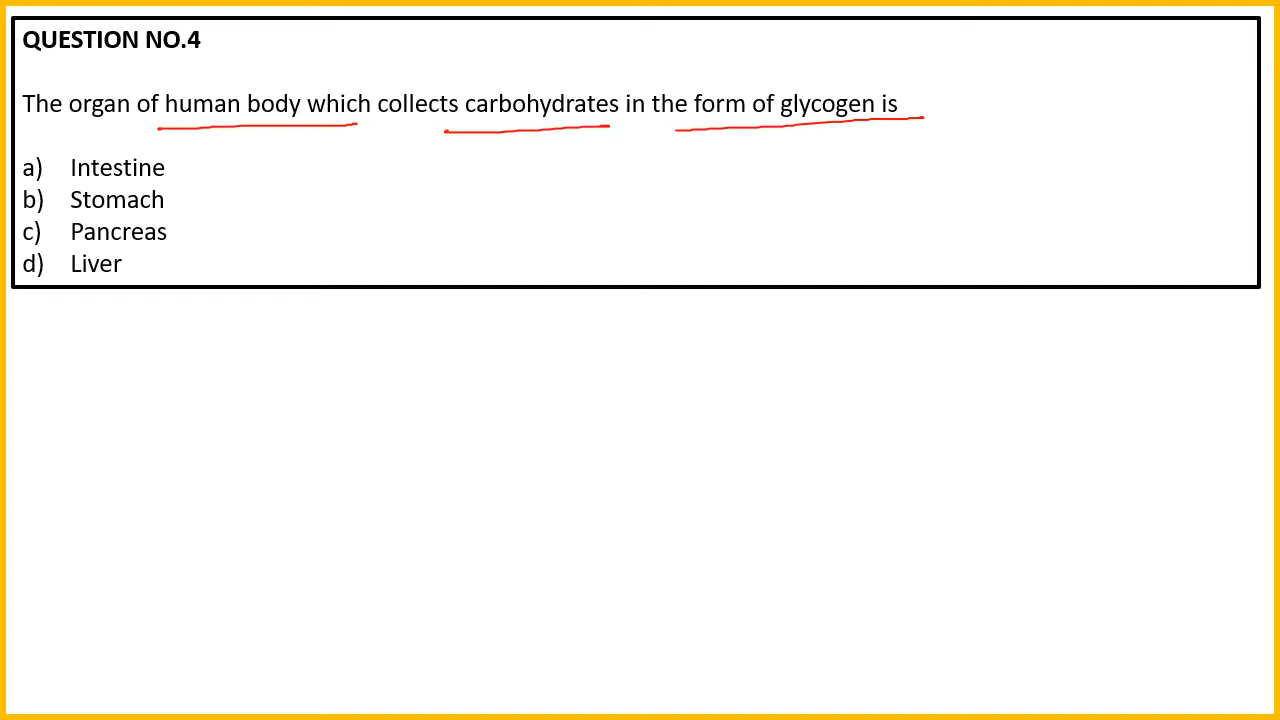 QUESTION NO.4
The organ of human body which collects carbohydrates in the form of glycogen is
a) Intestine
b) Stomach
c) Pancreas
d) Liver